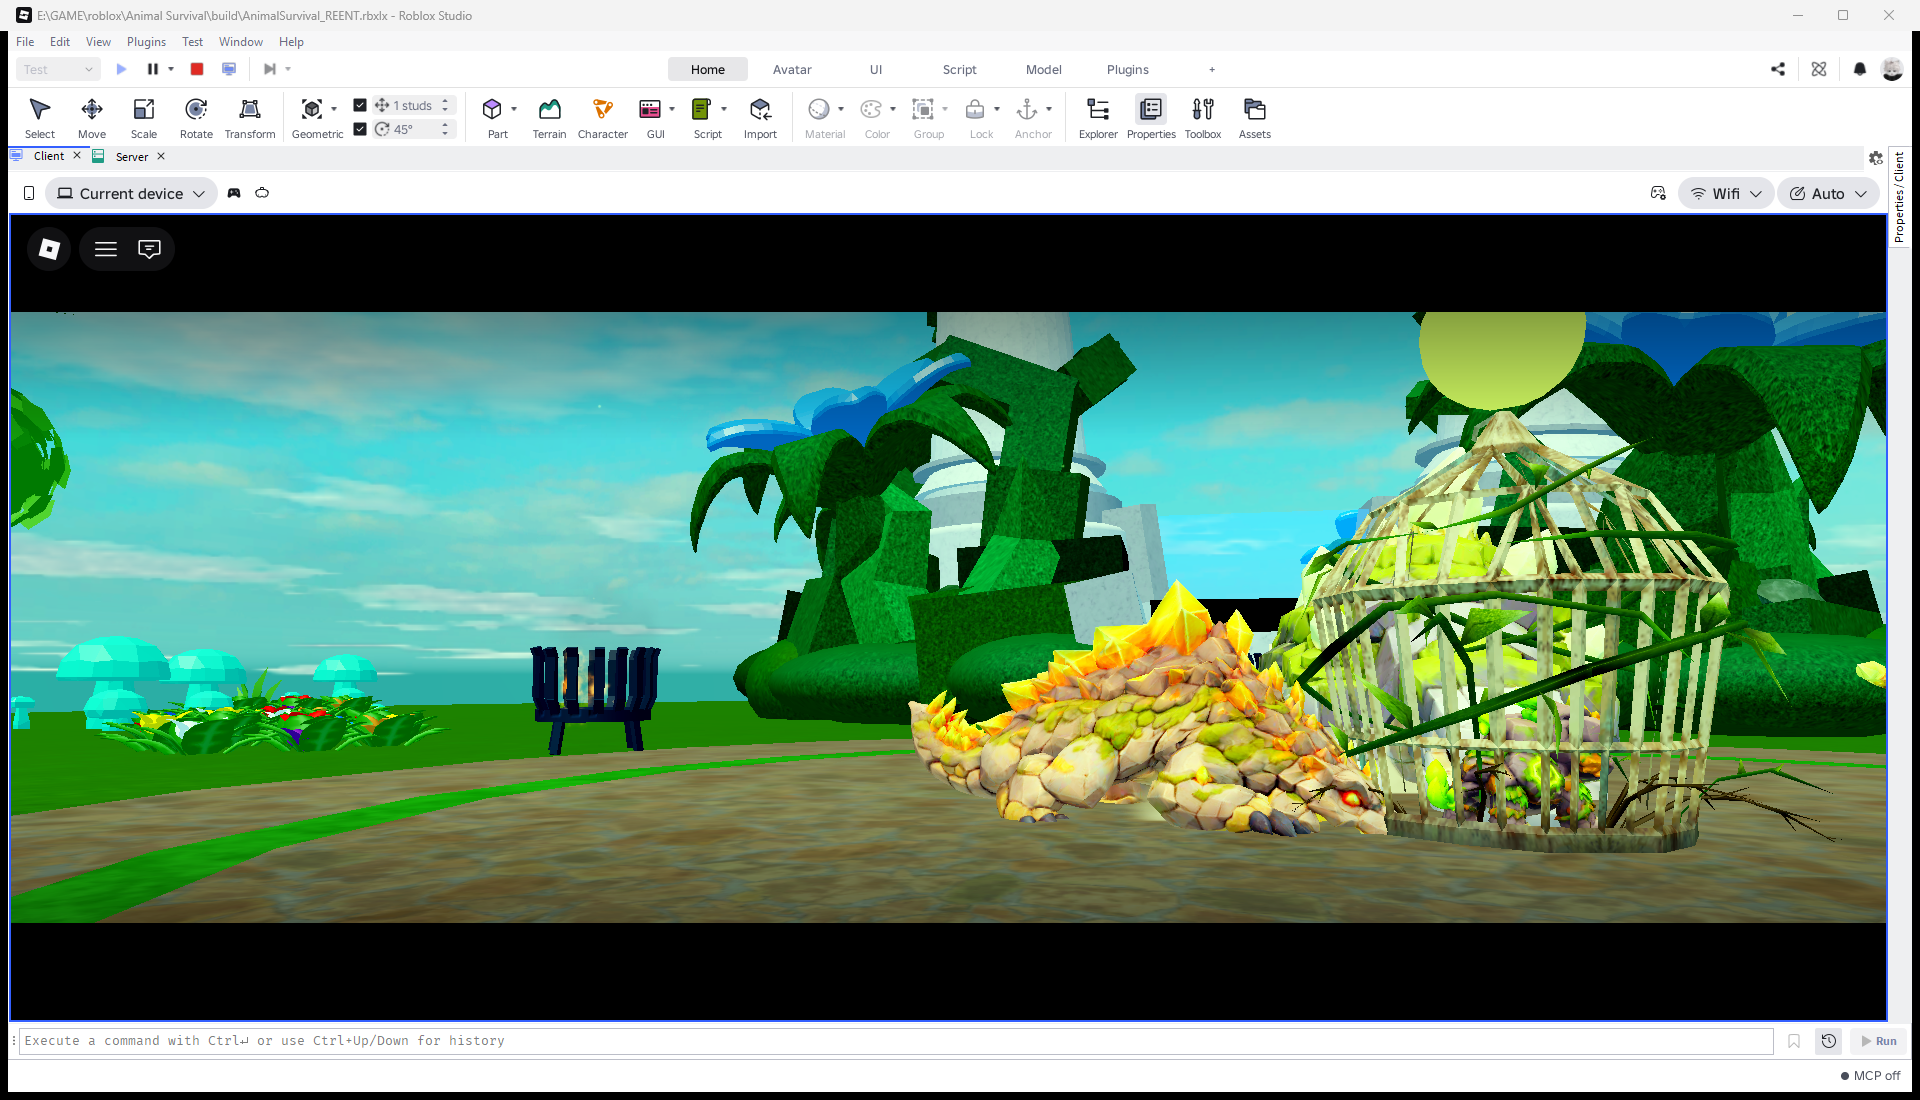 E:\GAME\roblox\Animal Survival\build\AnimalSurvival_REENT.rbxlx - Roblox Studio
File Edit View Plugins Test Window Help
Test Home Avatar UI Script Model Plugins +
1 studs
45°
Select Move Scale Rotate Transform Geometric Part Terrain Character GUI Script Import Material Color Group Lock Anchor Explorer Properties Toolbox Assets
Client Server
Properties / Client
Current device Wifi Auto
Execute a command with Ctrl↵ or use Ctrl+Up/Down for history
Run
MCP off